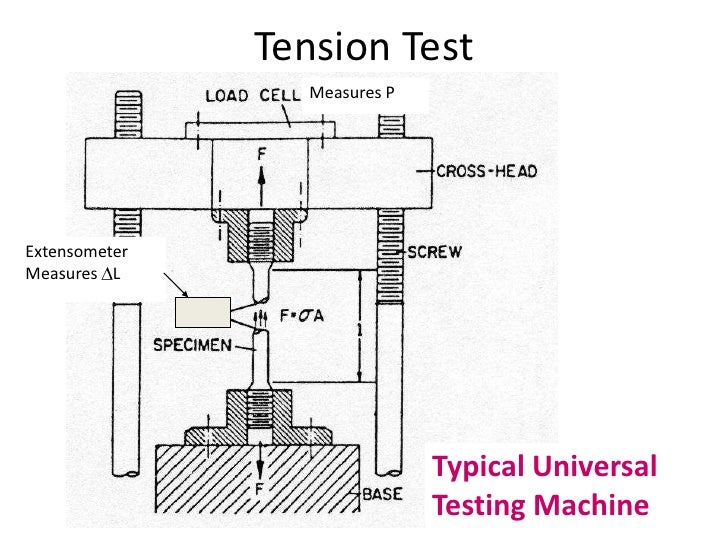 Tension Test
LOAD CELL
Measures P
F
CROSS-HEAD
Extensometer
Measures ΔL
SCREW
F=σA
l
SPECIMEN
F
BASE
Typical Universal
Testing Machine